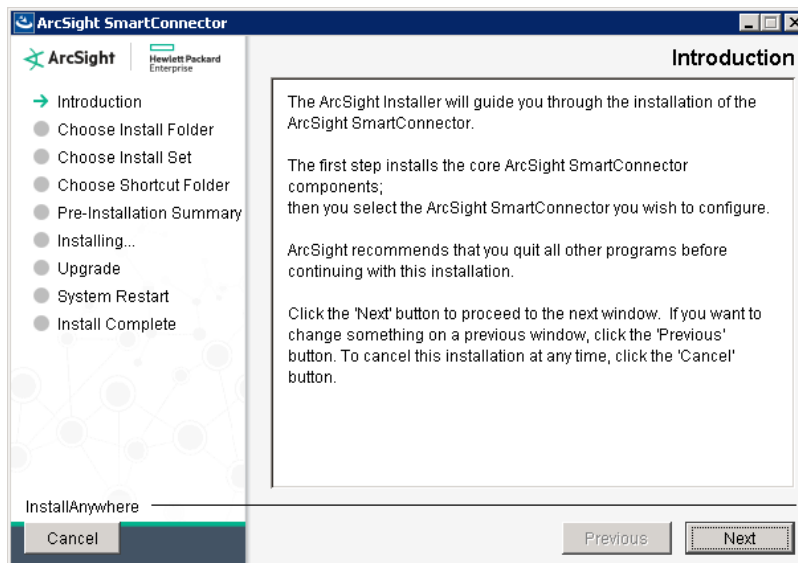 ArcSight SmartConnector
ArcSight
Hewlett Packard
Enterprise
Introduction
Introduction
Choose Install Folder
Choose Install Set
Choose Shortcut Folder
Pre-Installation Summary
Installing...
Upgrade
System Restart
Install Complete
The ArcSight Installer will guide you through the installation of the
ArcSight SmartConnector.
The first step installs the core ArcSight SmartConnector
components;
then you select the ArcSight SmartConnector you wish to configure.
ArcSight recommends that you quit all other programs before
continuing with this installation.
Click the 'Next' button to proceed to the next window. If you want to
change something on a previous window, click the 'Previous'
button. To cancel this installation at any time, click the 'Cancel'
button.
InstallAnywhere
Cancel
Previous
Next